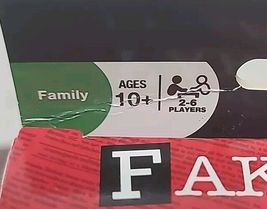 Family
AGES
10+
2-6
PLAYERS
FAK